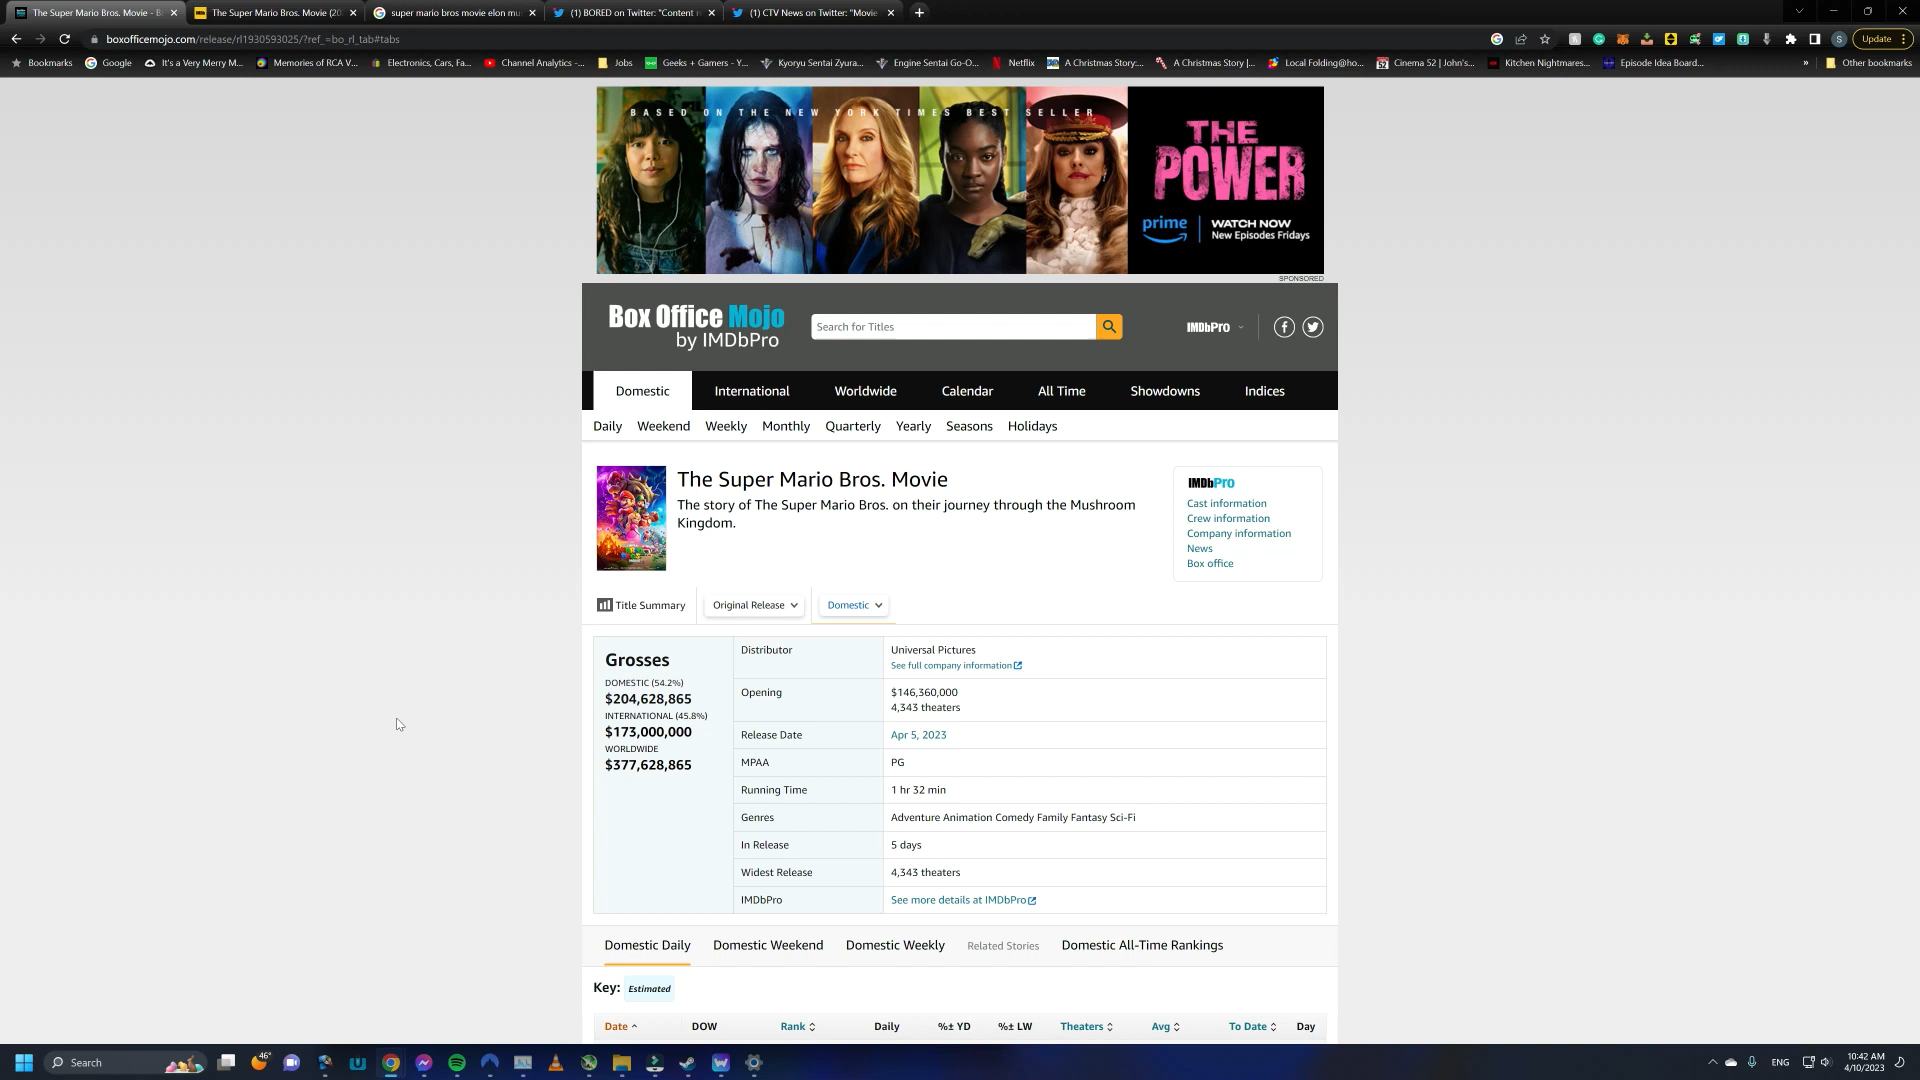 The Super Mario Bros. Movie - B
The Super Mario Bros. Movie (20
super mario bros movie elon mu
(1) BORED on Twitter: "Content
(1) CTV News on Twitter: "Movie
boxofficemojo.com/release/rl1930593025/?ref_=bo_rl_tab#tabs
S
Update
Bookmarks
Google
It's a Very Merry M...
Memories of RCA V...
Electronics, Cars, Fa...
Channel Analytics -...
Jobs
Geeks + Gamers - Y...
Kyoryu Sentai Zyura...
Engine Sentai Go-O...
Netflix
A Christmas Story:...
A Christmas Story |...
Local Folding@ho...
Cinema 52 | John's...
Kitchen Nightmares...
Episode Idea Board...
»
Other bookmarks
BASED ON THE NEW YORK TIMES BEST SELLER
THE
POWER
prime
WATCH NOW
New Episodes Fridays
SPONSORED
Box Office Mojo
by IMDbPro
Search for Titles
IMDbPro
Domestic International Worldwide Calendar All Time Showdowns Indices
Daily Weekend Weekly Monthly Quarterly Yearly Seasons Holidays
The Super Mario Bros. Movie
The story of The Super Mario Bros. on their journey through the Mushroom
Kingdom.
IMDbPro
Cast information
Crew information
Company information
News
Box office
Title Summary
Original Release
Domestic
Grosses
DOMESTIC (54.2%)
$204,628,865
INTERNATIONAL (45.8%)
$173,000,000
WORLDWIDE
$377,628,865
Distributor
Universal Pictures
See full company information
Opening
$146,360,000
4,343 theaters
Release Date
Apr 5, 2023
MPAA
PG
Running Time
1 hr 32 min
Genres
Adventure Animation Comedy Family Fantasy Sci-Fi
In Release
5 days
Widest Release
4,343 theaters
IMDbPro
See more details at IMDbPro
Domestic Daily Domestic Weekend Domestic Weekly Related Stories Domestic All-Time Rankings
Key: Estimated
Date DOW Rank Daily %± YD %± LW Theaters Avg To Date Day
Search
46°
ENG
10:42 AM
4/10/2023